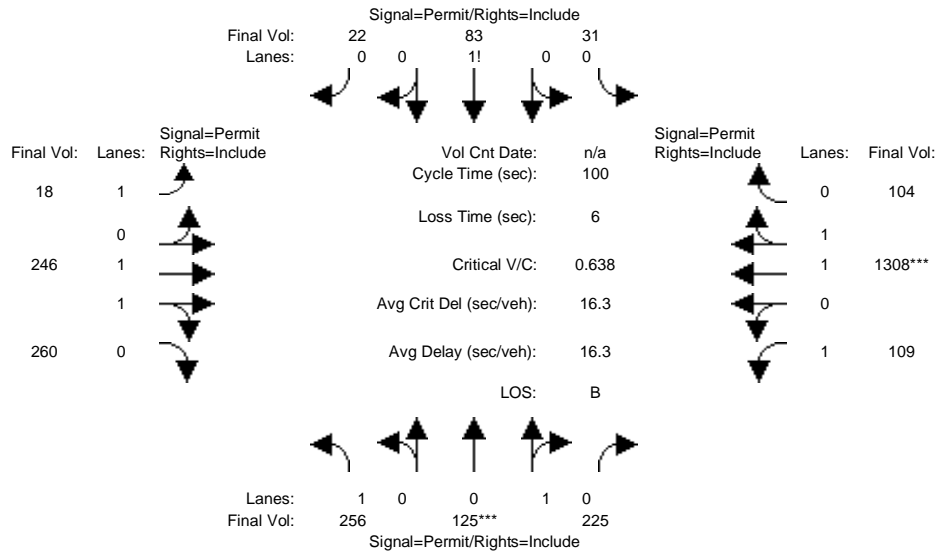 Signal=Permit/Rights=Include
Final Vol: 22 83 31
Lanes: 0 0 1! 0 0
Signal=Permit
Final Vol: Lanes: Rights=Include
Vol Cnt Date: n/a
Signal=Permit
Rights=Include Lanes: Final Vol:
Cycle Time (sec): 100
18 1 0 104
Loss Time (sec): 6
0 1
246 1 Critical V/C: 0.638 1 1308***
1 Avg Crit Del (sec/veh): 16.3 0
260 0 Avg Delay (sec/veh): 16.3 1 109
LOS: B
Lanes: 1 0 0 1 0
Final Vol: 256 125*** 225
Signal=Permit/Rights=Include